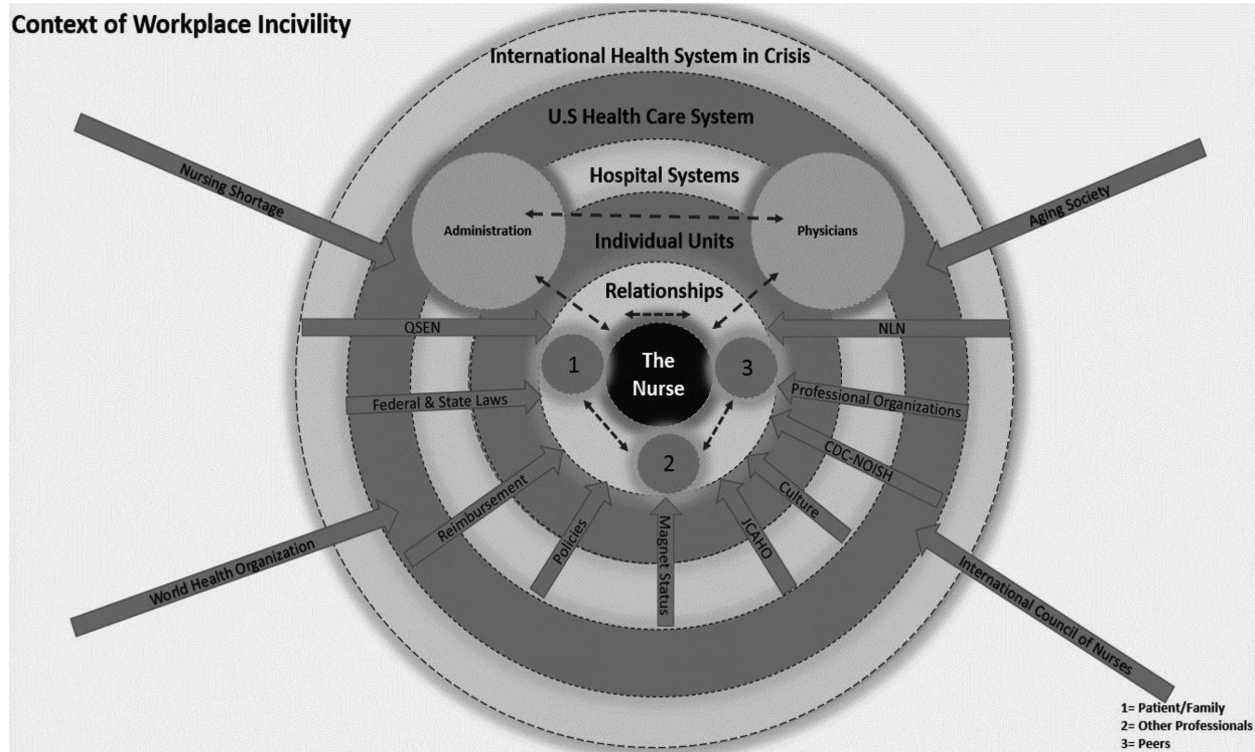 Context of Workplace Incivility
International Health System in Crisis
U.S Health Care System
Hospital Systems
Individual Units
Relationships
Administration
Physicians
Nursing Shortage
Aging Society
QSEN
NLN
1
The
Nurse
3
2
Federal & State Laws
Professional Organizations
CDC-NOISH
Reimbursement
Policies
Magnet Status
JCAHO
Culture
World Health Organization
International Council of Nurses
1= Patient/Family
2= Other Professionals
3= Peers